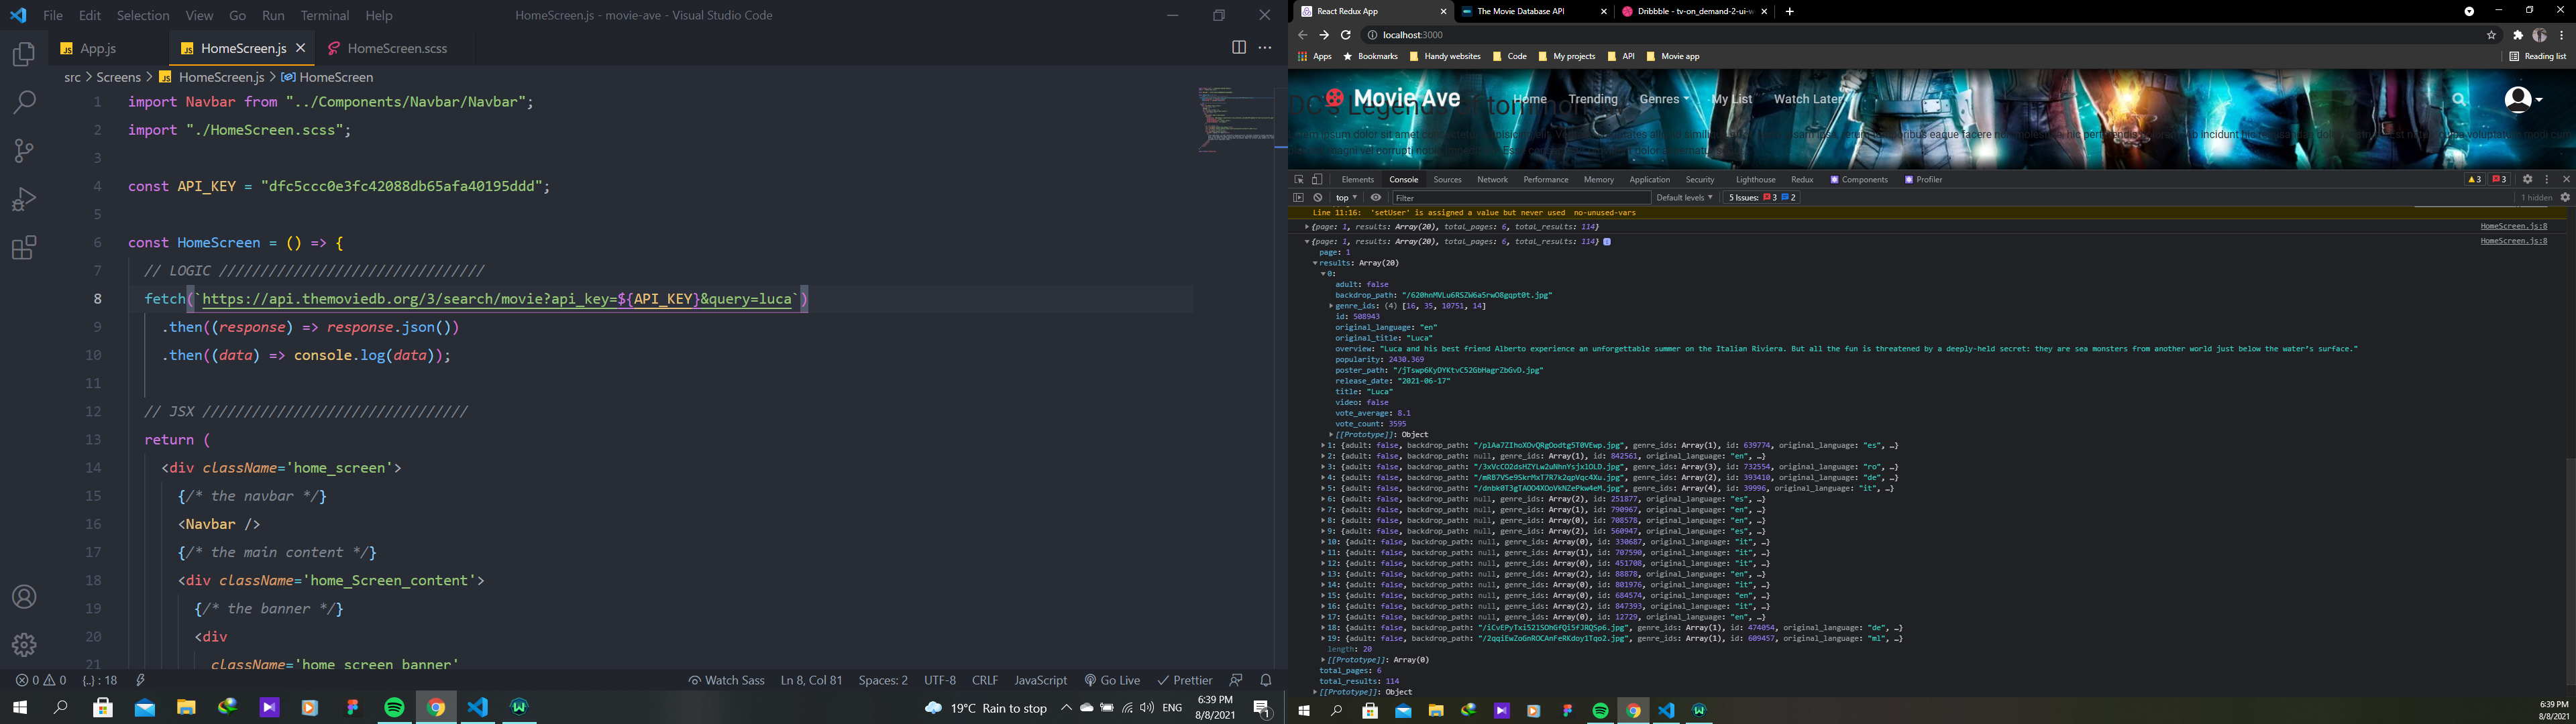 File Edit Selection View Go Run Terminal Help
HomeScreen.js - movie-ave - Visual Studio Code
App.js
HomeScreen.js
HomeScreen.scss
src > Screens > HomeScreen.js > HomeScreen
1 import Navbar from "../Components/Navbar/Navbar";
2 import "./HomeScreen.scss";
3
4 const API_KEY = "dfc5ccc0e3fc42088db65afa40195ddd";
5
6 const HomeScreen = () => {
7 // LOGIC ////////////////////////////////
8 fetch(`https://api.themoviedb.org/3/search/movie?api_key=${API_KEY}&query=luca`)
9 .then((response) => response.json())
10 .then((data) => console.log(data));
11
12 // JSX ////////////////////////////////
13 return (
14 <div className='home_screen'>
15 {/* the navbar */}
16 <Navbar />
17 {/* the main content */}
18 <div className='home_Screen_content'>
19 {/* the banner */}
20 <div
21 className='home_screen_banner'
0 0 {..} : 18
Watch Sass
Ln 8, Col 81
Spaces: 2
UTF-8
CRLF
JavaScript
Go Live
Prettier
19°C Rain to stop
ENG
6:39 PM
8/8/2021
1
React Redux App
The Movie Database API
Dribbble - tv-on_demand-2-ui-w
localhost:3000
Apps Bookmarks Handy websites Code My projects API Movie app
Reading list
Movie Ave
Home Trending Genres My List Watch Later
Elements Console Sources Network Performance Memory Application Security Lighthouse Redux Components Profiler
3 3
top
Filter
Default levels
5 Issues: 3 2
1 hidden
Line 11:16: 'setUser' is assigned a value but never used no-unused-vars
{page: 1, results: Array(20), total_pages: 6, total_results: 114} HomeScreen.js:8
{page: 1, results: Array(20), total_pages: 6, total_results: 114} HomeScreen.js:8
page: 1
results: Array(20)
0:
adult: false
backdrop_path: "/620hnMVLu6RSZW6a5rwO8gqpt0t.jpg"
genre_ids: (4) [16, 35, 10751, 14]
id: 508943
original_language: "en"
original_title: "Luca"
overview: "Luca and his best friend Alberto experience an unforgettable summer on the Italian Riviera. But all the fun is threatened by a deeply-held secret: they are sea monsters from another world just below the water’s surface."
popularity: 2430.369
poster_path: "/jTswp6KyDYKtvC52GbHagrZbGvD.jpg"
release_date: "2021-06-17"
title: "Luca"
video: false
vote_average: 8.1
vote_count: 3595
[[Prototype]]: Object
1: {adult: false, backdrop_path: "/plAa7ZIhoXOvQRgOodtg5T0VEwp.jpg", genre_ids: Array(1), id: 639774, original_language: "es", …}
2: {adult: false, backdrop_path: null, genre_ids: Array(1), id: 842561, original_language: "en", …}
3: {adult: false, backdrop_path: "/3xVcCO2dsHZYLw2uNhnYsjxlOLD.jpg", genre_ids: Array(3), id: 732554, original_language: "ro", …}
4: {adult: false, backdrop_path: "/mRB7VSe9SkrMxT7R7k2qpVqc4Xu.jpg", genre_ids: Array(2), id: 393410, original_language: "de", …}
5: {adult: false, backdrop_path: "/dnbk0T3gTAOO4XOoVkNZePkw4eM.jpg", genre_ids: Array(4), id: 39996, original_language: "it", …}
6: {adult: false, backdrop_path: null, genre_ids: Array(2), id: 251877, original_language: "es", …}
7: {adult: false, backdrop_path: null, genre_ids: Array(1), id: 790967, original_language: "en", …}
8: {adult: false, backdrop_path: null, genre_ids: Array(0), id: 708578, original_language: "en", …}
9: {adult: false, backdrop_path: null, genre_ids: Array(2), id: 560947, original_language: "es", …}
10: {adult: false, backdrop_path: null, genre_ids: Array(0), id: 330687, original_language: "it", …}
11: {adult: false, backdrop_path: null, genre_ids: Array(1), id: 707590, original_language: "it", …}
12: {adult: false, backdrop_path: null, genre_ids: Array(0), id: 451708, original_language: "it", …}
13: {adult: false, backdrop_path: null, genre_ids: Array(2), id: 88878, original_language: "en", …}
14: {adult: false, backdrop_path: null, genre_ids: Array(0), id: 801976, original_language: "it", …}
15: {adult: false, backdrop_path: null, genre_ids: Array(0), id: 684574, original_language: "en", …}
16: {adult: false, backdrop_path: null, genre_ids: Array(2), id: 847393, original_language: "it", …}
17: {adult: false, backdrop_path: null, genre_ids: Array(0), id: 12729, original_language: "en", …}
18: {adult: false, backdrop_path: "/iCvEPyTxi52lSOhGfQi5fJRQSp6.jpg", genre_ids: Array(1), id: 474054, original_language: "de", …}
19: {adult: false, backdrop_path: "/2qqiEwZoGnROCAnFeRKdoy1Tqo2.jpg", genre_ids: Array(1), id: 609457, original_language: "ml", …}
length: 20
[[Prototype]]: Array(0)
total_pages: 6
total_results: 114
[[Prototype]]: Object
6:39 PM
8/8/2021